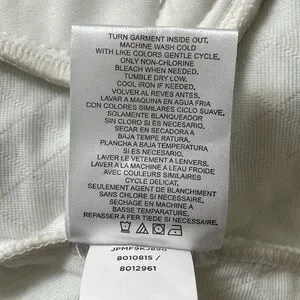 TURN GARMENT INSIDE OUT.
MACHINE WASH COLD
WITH LIKE COLORS GENTLE CYCLE.
ONLY NON-CHLORINE
BLEACH WHEN NEEDED.
TUMBLE DRY LOW.
COOL IRON IF NEEDED.
VOLVER AL REVES ANTES.
LAVAR A MAQUINA EN AGUA FRIA
CON COLORES SIMILARES CICLO SUAVE,
SOLAMENTE BLANQUEADOR
SIN CLORO SI ES NECESARIO.
SECAR EN SECADORA A
BAJA TEMPE RATURA.
PLANCHA A BAJA TEMPERATURA
SI ES NECESARIO.
LAVER LE VETEMENT A L'ENVERS.
LAVER A LA MACHINE A LEAU FROIDE
AVEC COULEURS SIMILAIRES
CYCLE DELICAT.
SEULEMENT AGENT DE BLANCHIMENT
SANS CHLORE SI NECESSAIRE.
SECHAGE EN MACHINE A
BASSE TEMPERATURE.
REPASSER A FER TIEDE SI NECESSAIRE.
8010815 /
8012961